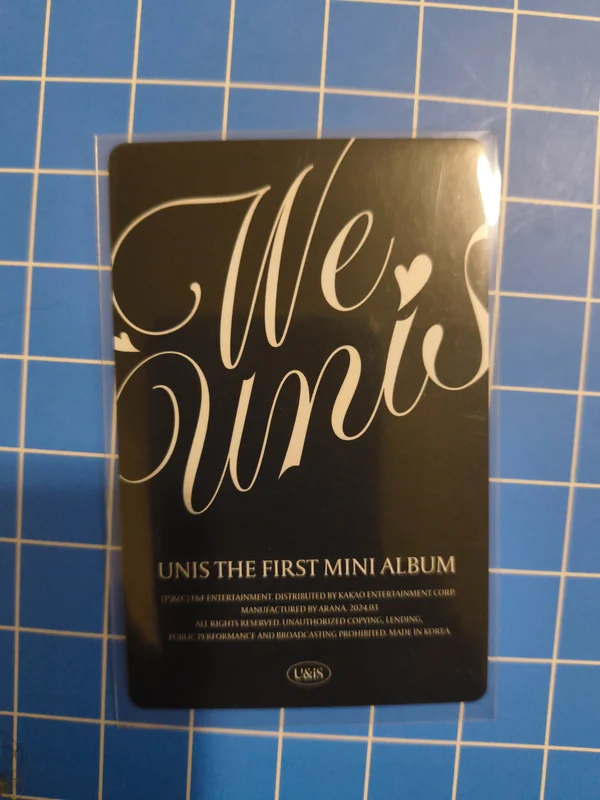 We
unis
UNIS THE FIRST MINI ALBUM
(P)&(C) F&F ENTERTAINMENT. DISTRIBUTED BY KAKAO ENTERTAINMENT CORP.
MANUFACTURED BY ARANA. 2024.03
ALL RIGHTS RESERVED. UNAUTHORIZED COPYING, LENDING,
PUBLIC PERFORMANCE AND BROADCASTING PROHIBITED. MADE IN KOREA.
U&iS